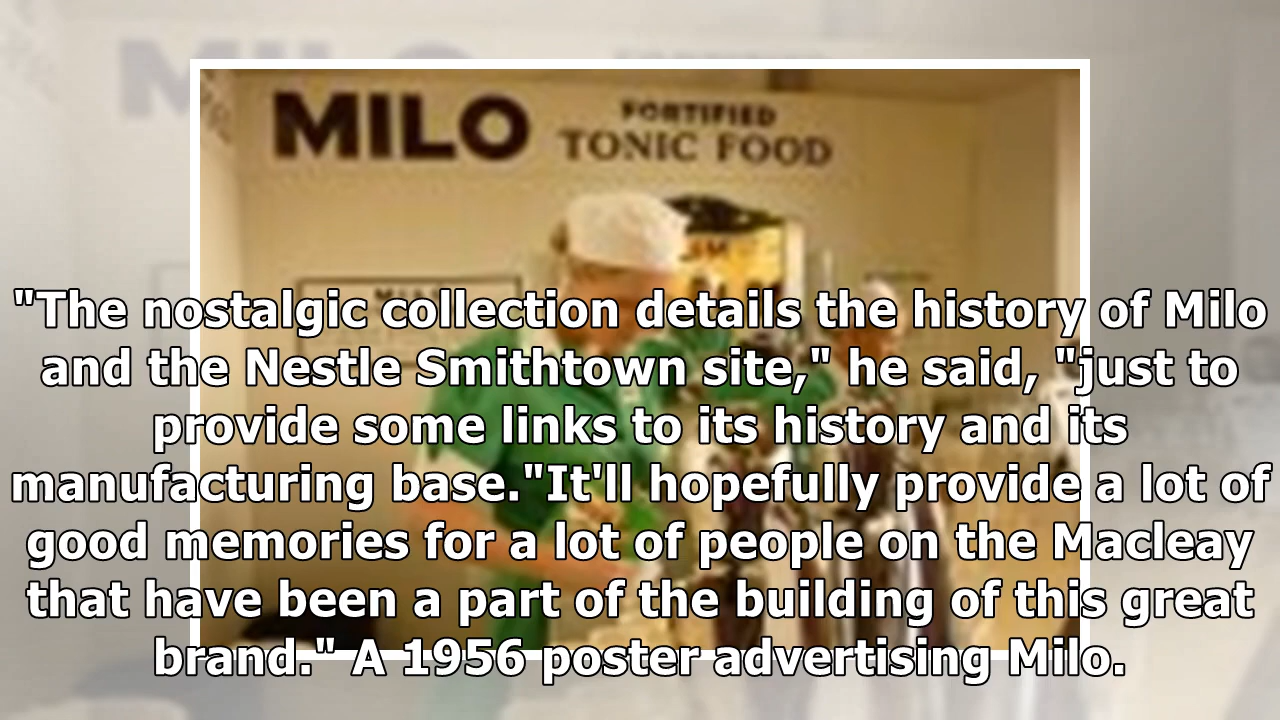 MILO
FORTIFIED
TONIC FOOD
"The nostalgic collection details the history of Milo
and the Nestle Smithtown site," he said, "just to
provide some links to its history and its
manufacturing base."It'll hopefully provide a lot of
good memories for a lot of people on the Macleay
that have been a part of the building of this great
brand." A 1956 poster advertising Milo.